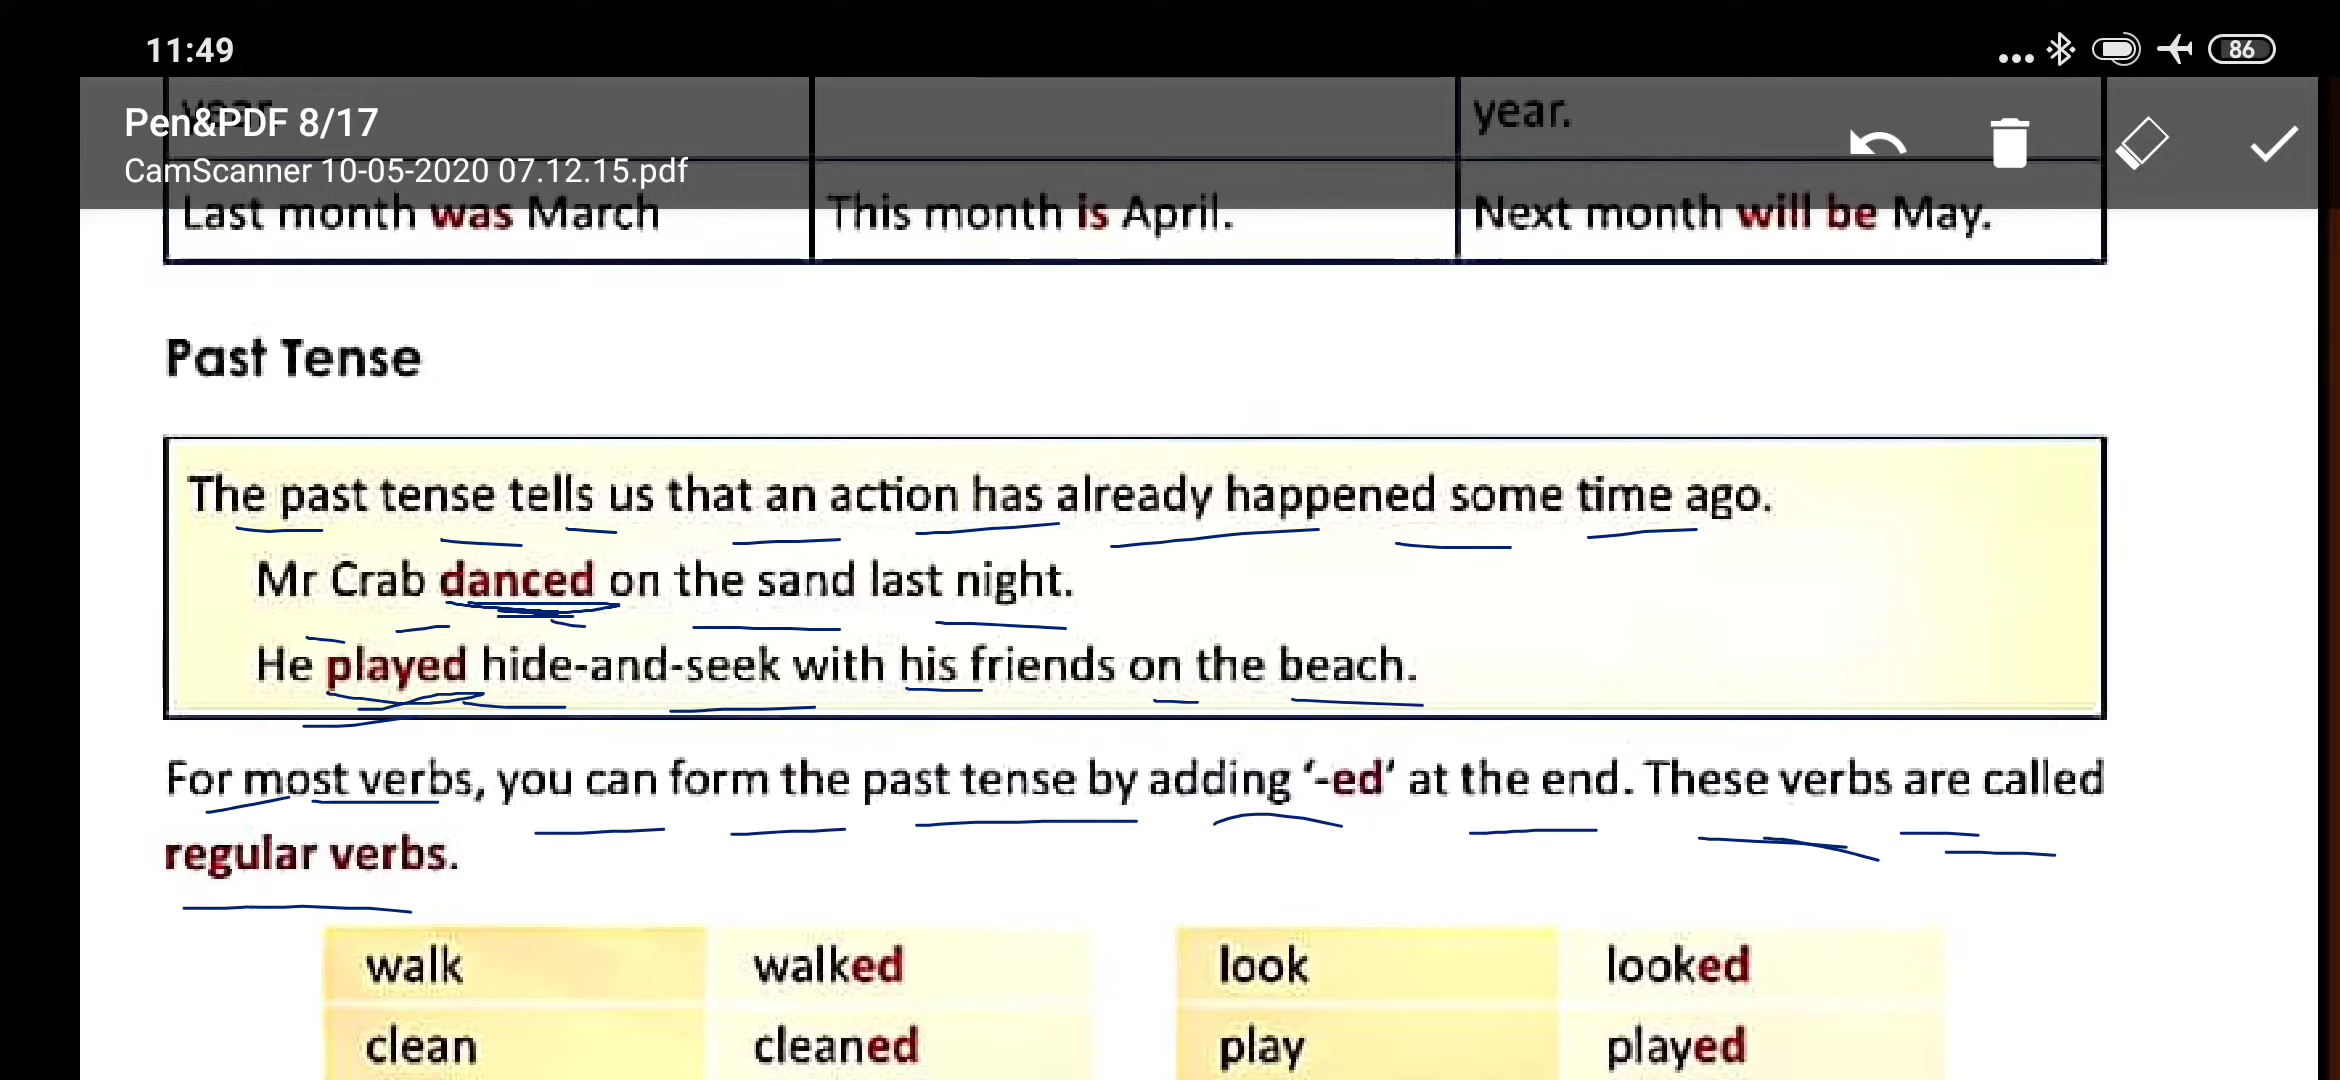 11:49
86
year. year.
Pen&PDF 8/17
CamScanner 10-05-2020 07.12.15.pdf
Last month was March This month is April. Next month will be May.
Past Tense
The past tense tells us that an action has already happened some time ago.
Mr Crab danced on the sand last night.
He played hide-and-seek with his friends on the beach.
For most verbs, you can form the past tense by adding ‘-ed’ at the end. These verbs are called
regular verbs.
walk walked look looked
clean cleaned play played